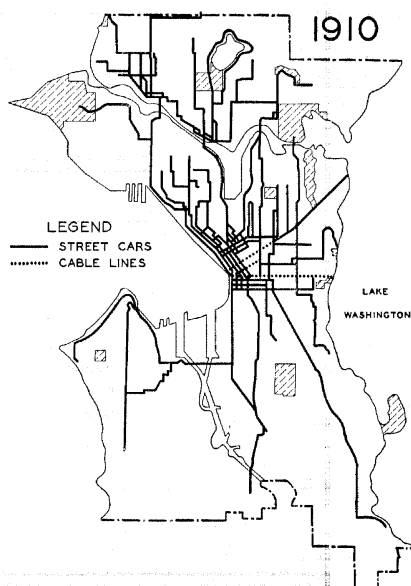 1910
LEGEND
STREET CARS
CABLE LINES
LAKE
WASHINGTON